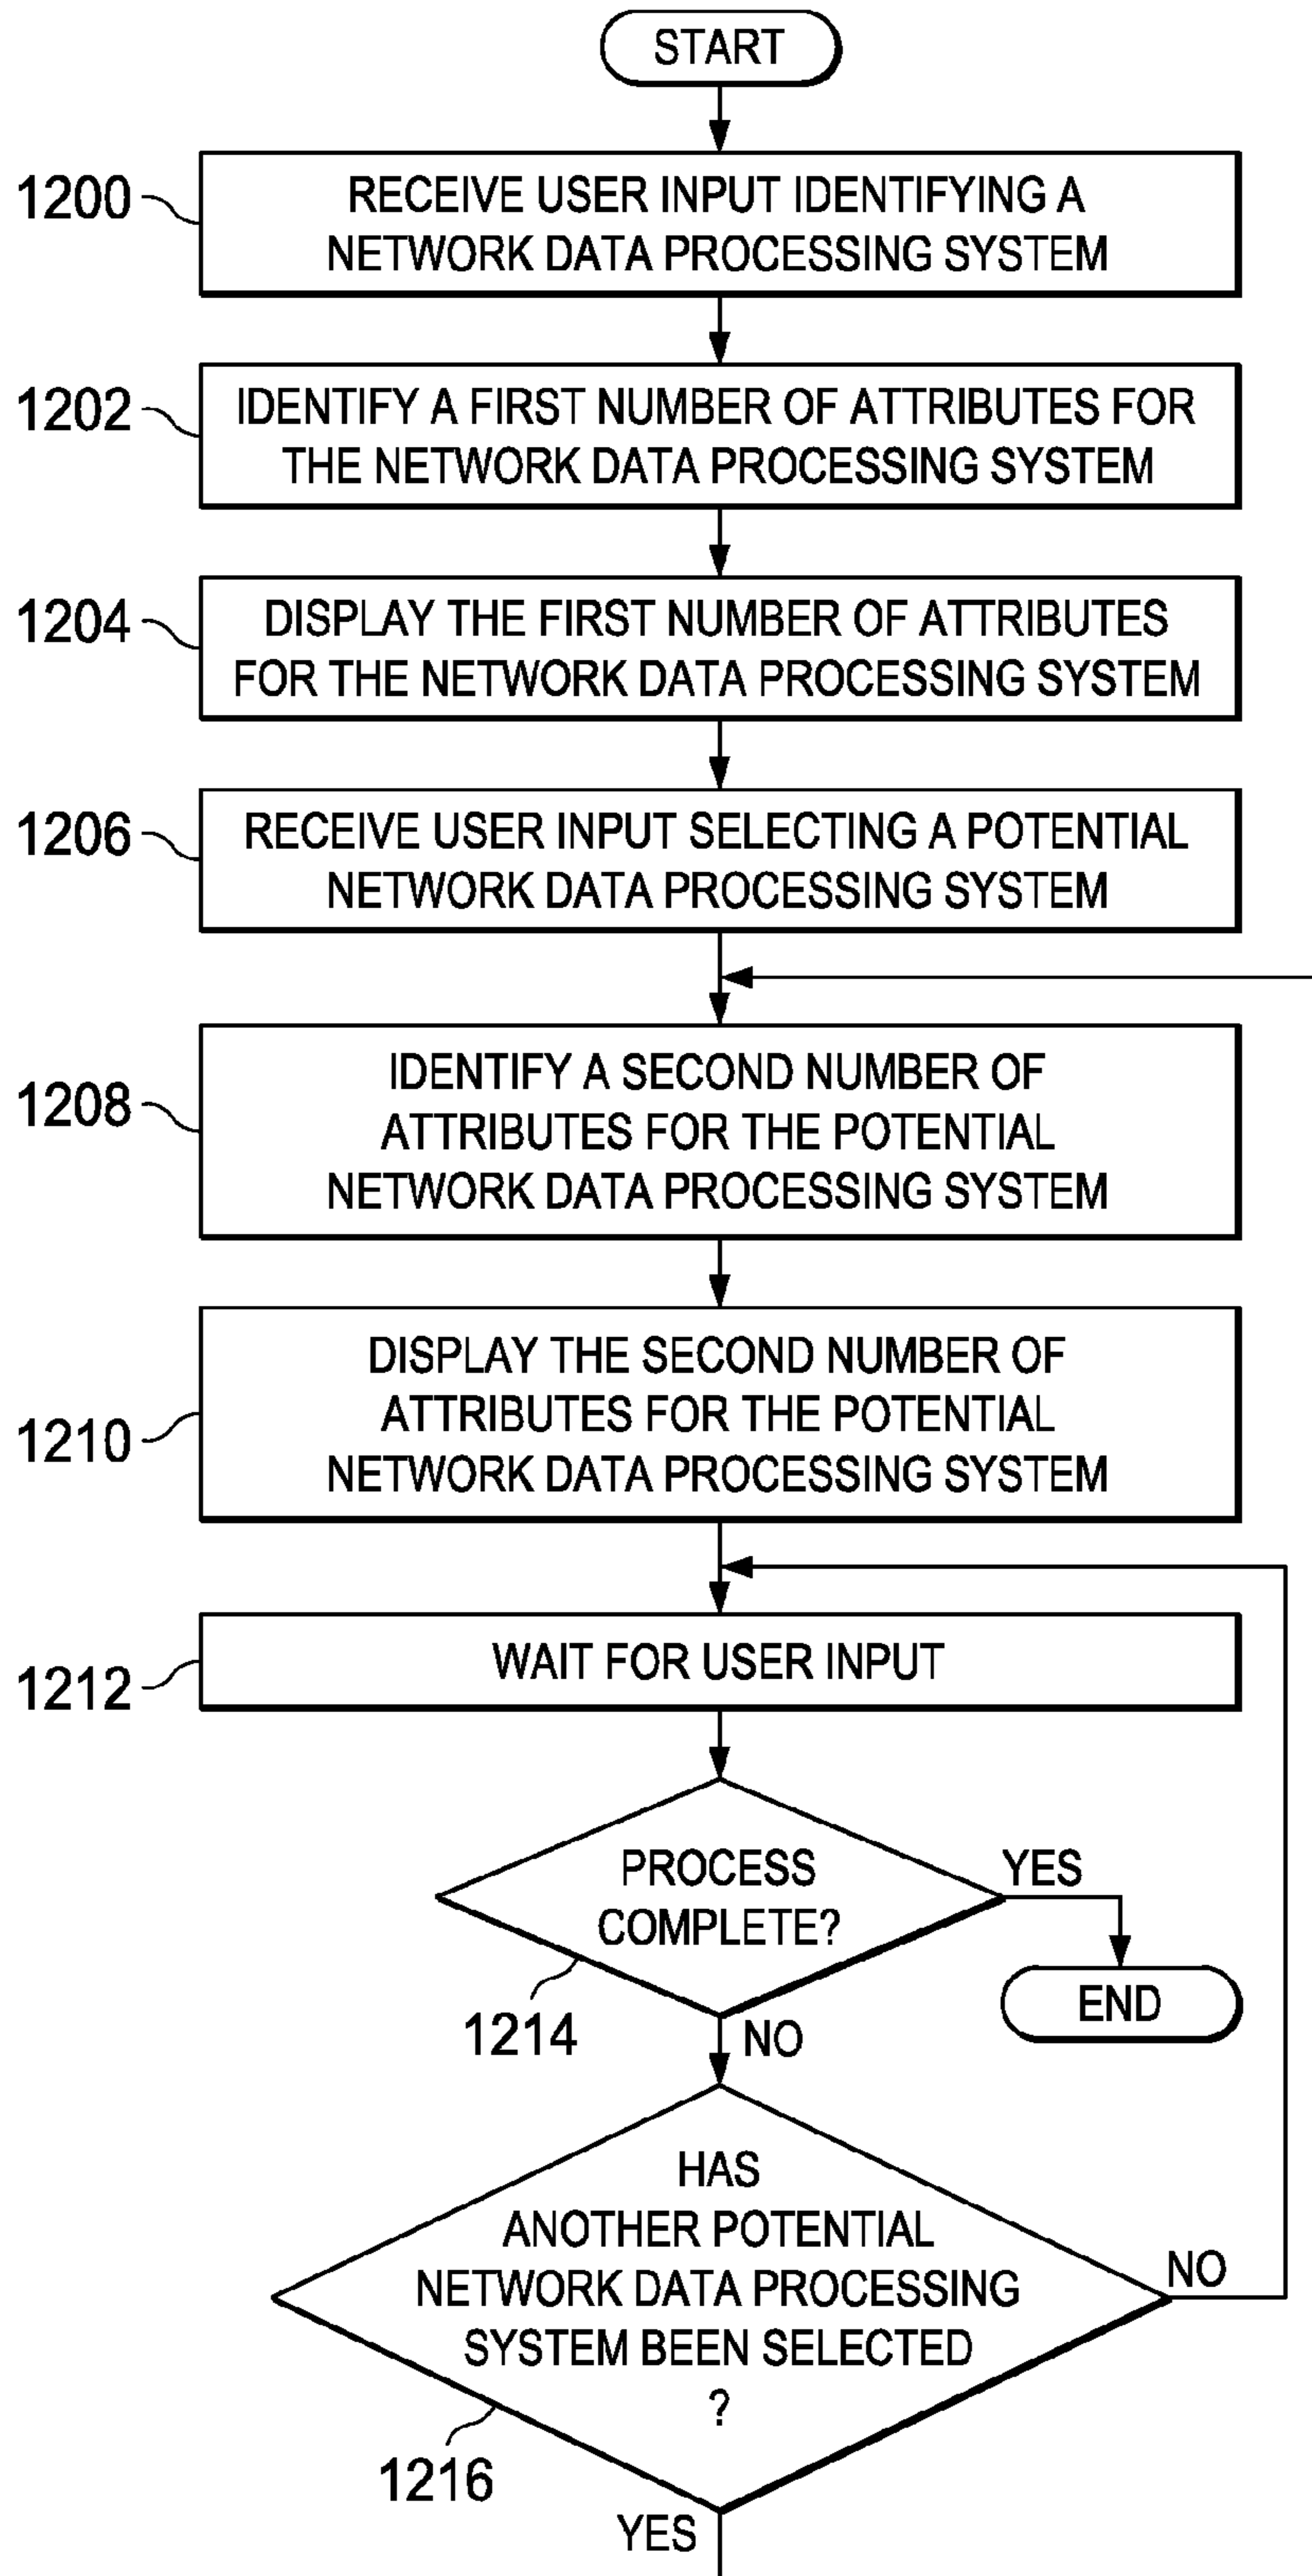 START
1200
RECEIVE USER INPUT IDENTIFYING A
NETWORK DATA PROCESSING SYSTEM
1202
IDENTIFY A FIRST NUMBER OF ATTRIBUTES FOR
THE NETWORK DATA PROCESSING SYSTEM
1204
DISPLAY THE FIRST NUMBER OF ATTRIBUTES
FOR THE NETWORK DATA PROCESSING SYSTEM
1206
RECEIVE USER INPUT SELECTING A POTENTIAL
NETWORK DATA PROCESSING SYSTEM
1208
IDENTIFY A SECOND NUMBER OF
ATTRIBUTES FOR THE POTENTIAL
NETWORK DATA PROCESSING SYSTEM
1210
DISPLAY THE SECOND NUMBER OF
ATTRIBUTES FOR THE POTENTIAL
NETWORK DATA PROCESSING SYSTEM
1212
WAIT FOR USER INPUT
PROCESS
COMPLETE?
YES
END
1214
NO
HAS
ANOTHER POTENTIAL
NETWORK DATA PROCESSING
SYSTEM BEEN SELECTED
?
NO
1216
YES